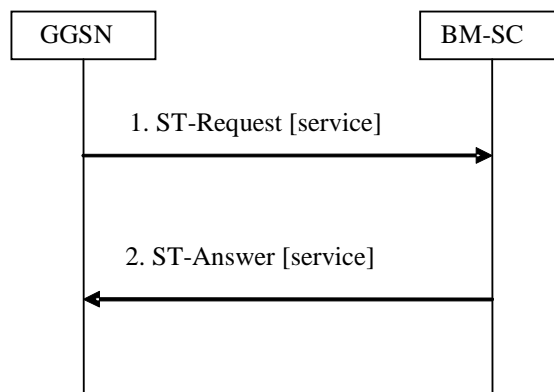 GGSN
BM-SC
1. ST-Request [service]
2. ST-Answer [service]